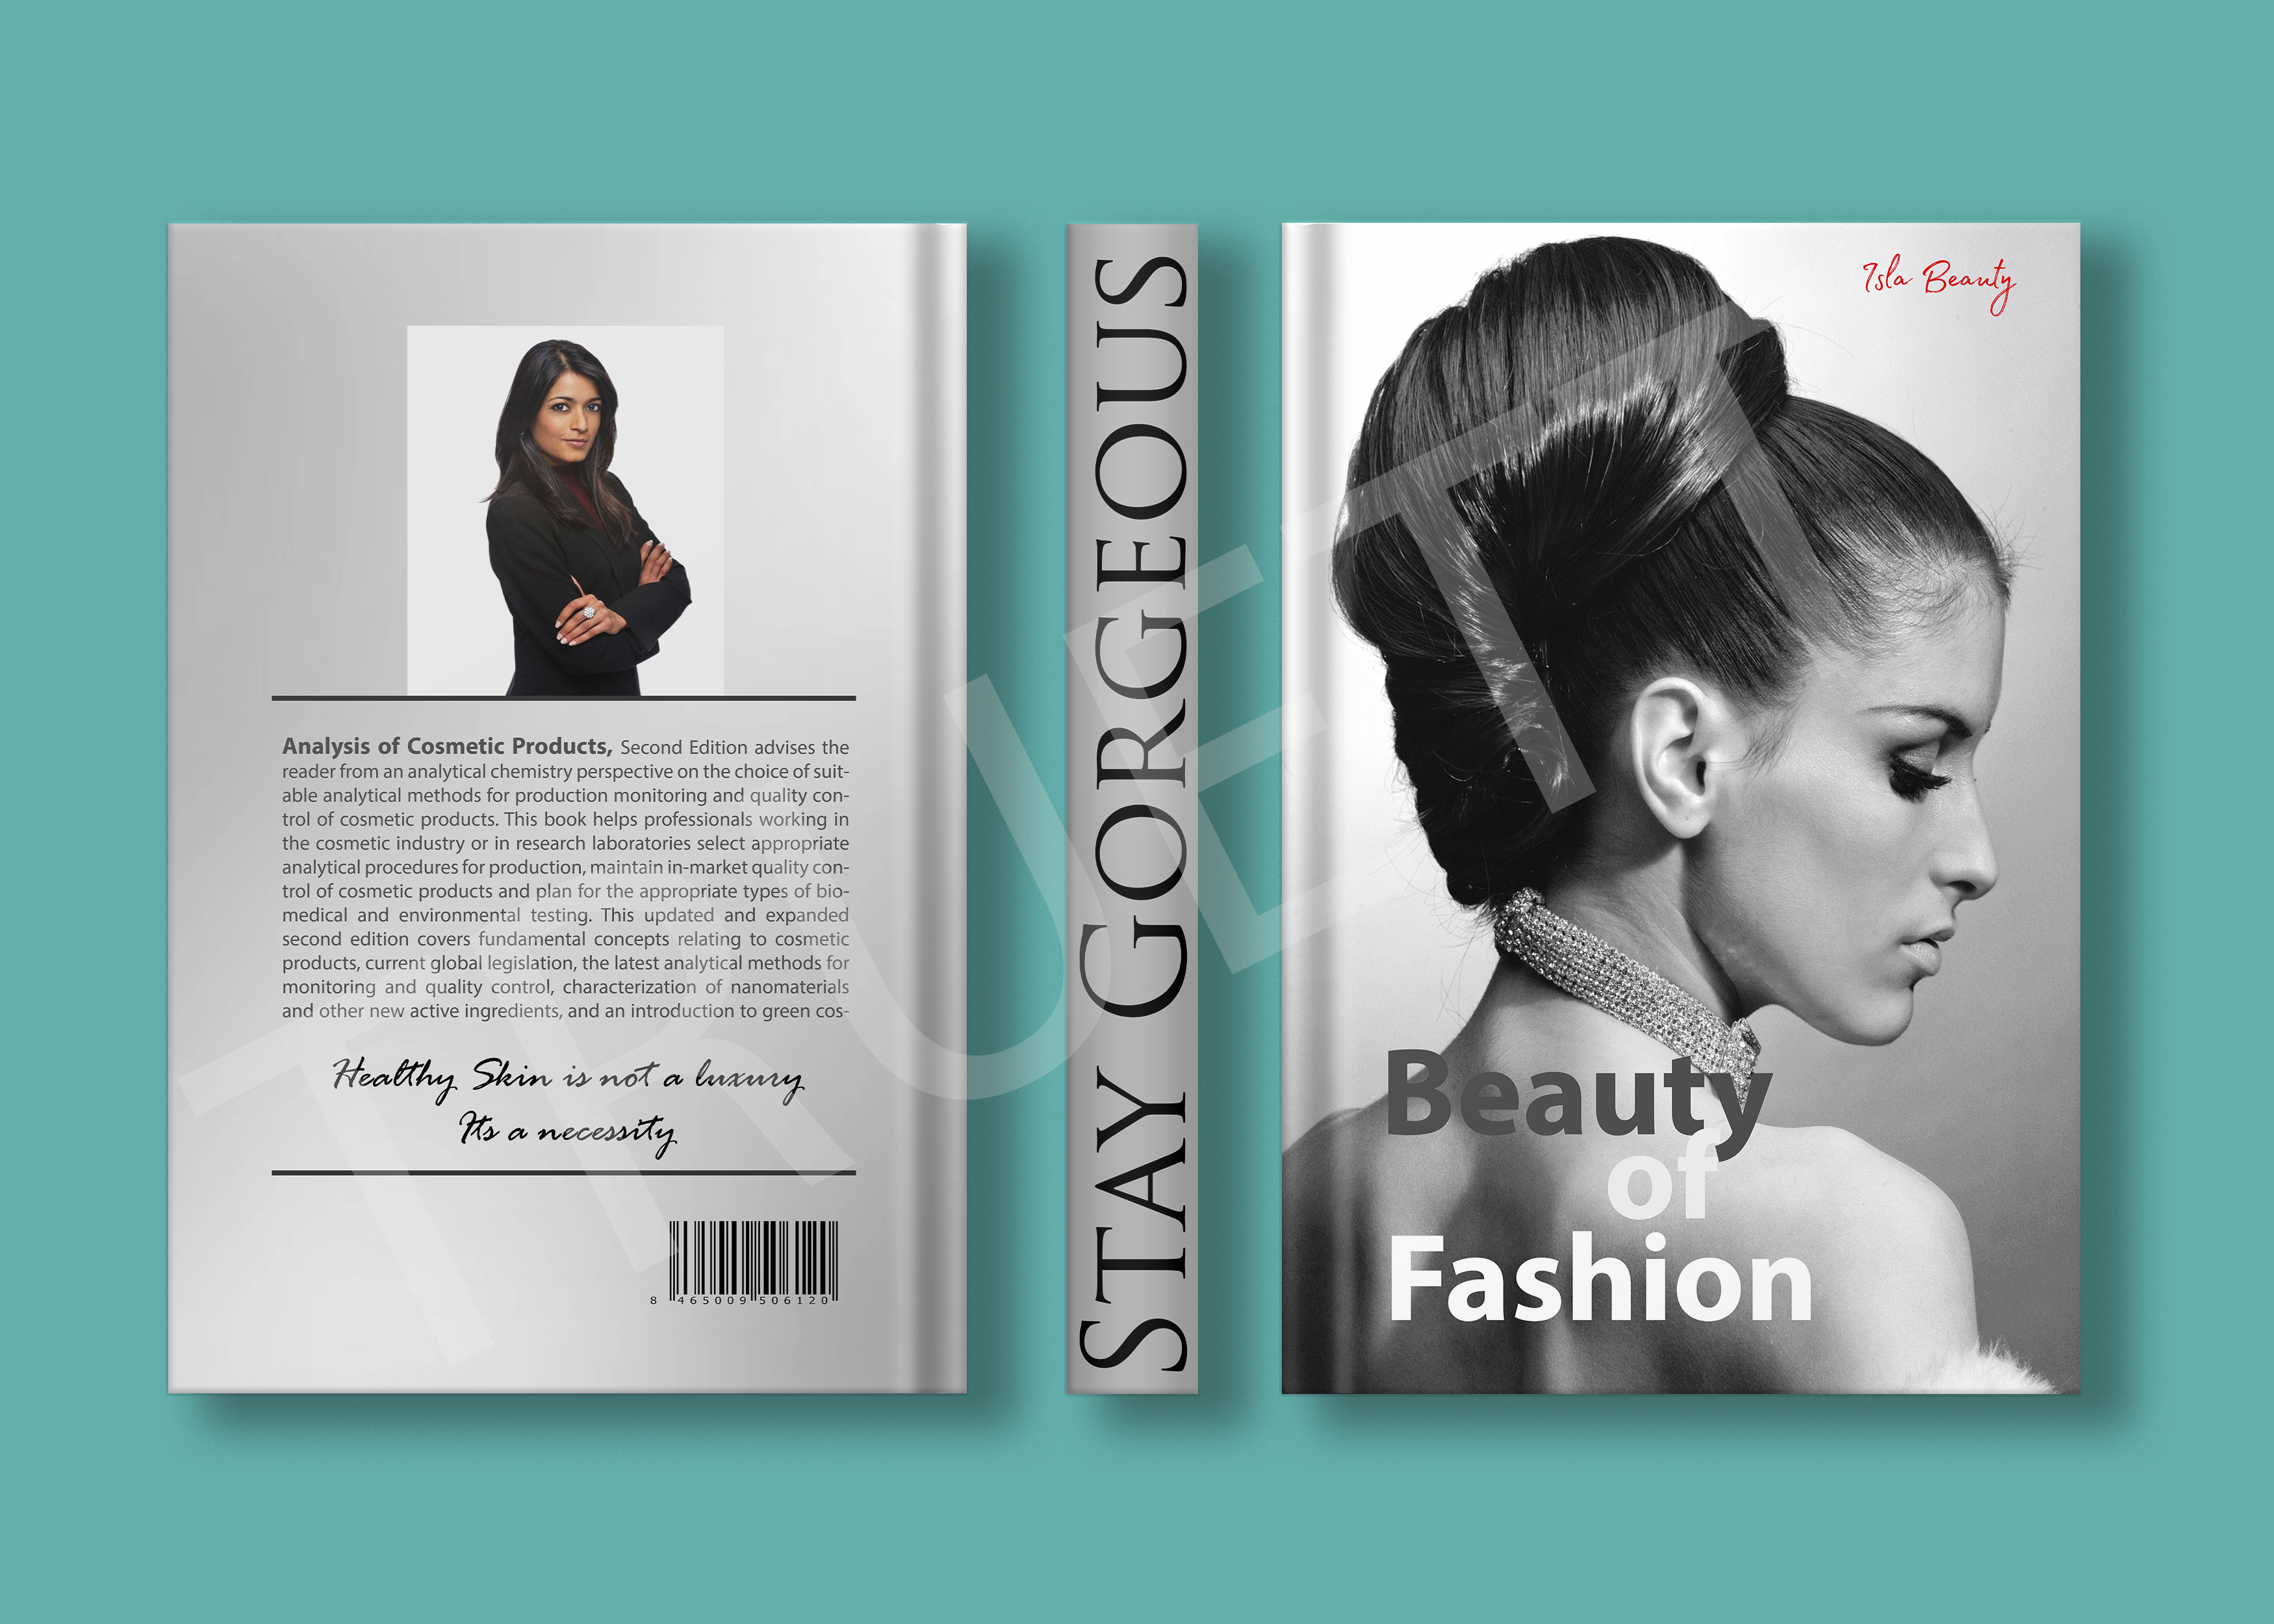 Analysis of Cosmetic Products, Second Edition advises the
reader from an analytical chemistry perspective on the choice of suit-
able analytical methods for production monitoring and quality con-
trol of cosmetic products. This book helps professionals working in
the cosmetic industry or in research laboratories select appropriate
analytical procedures for production, maintain in-market quality con-
trol of cosmetic products and plan for the appropriate types of bio-
medical and environmental testing. This updated and expanded
second edition covers fundamental concepts relating to cosmetic
products, current global legislation, the latest analytical methods for
monitoring and quality control, characterization of nanomaterials
and other new active ingredients, and an introduction to green cos-
Healthy Skin is not a luxury
Its a necessity
8 465009 506120
STAY GORGEOUS
Isla Beauty
Beauty
of
Fashion
TRUETT